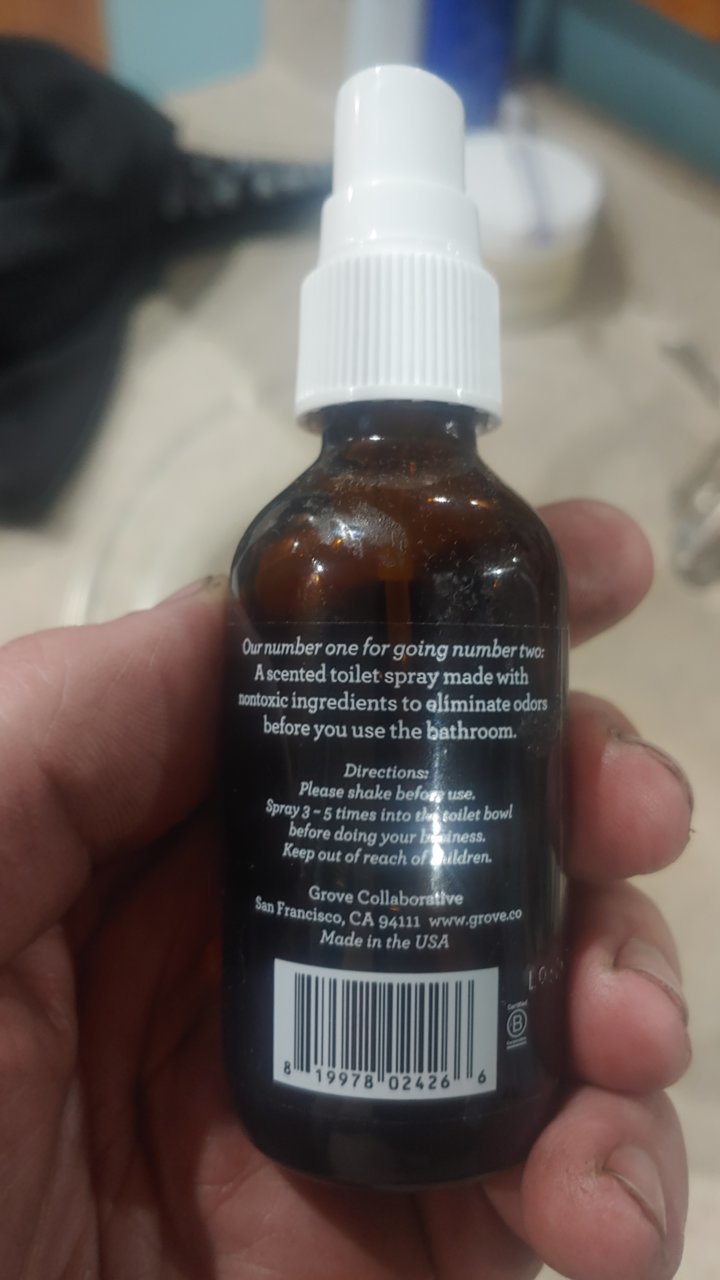 Our number one for going number two:
A scented toilet spray made with
nontoxic ingredients to eliminate odors
before you use the bathroom.
Directions:
Please shake before use.
Spray 3 - 5 times into the toilet bowl
before doing your business.
Keep out of reach of children.
Grove Collaborative
San Francisco, CA 94111 www.grove.co
Made in the USA
8 19978 02426 6
Certified
B